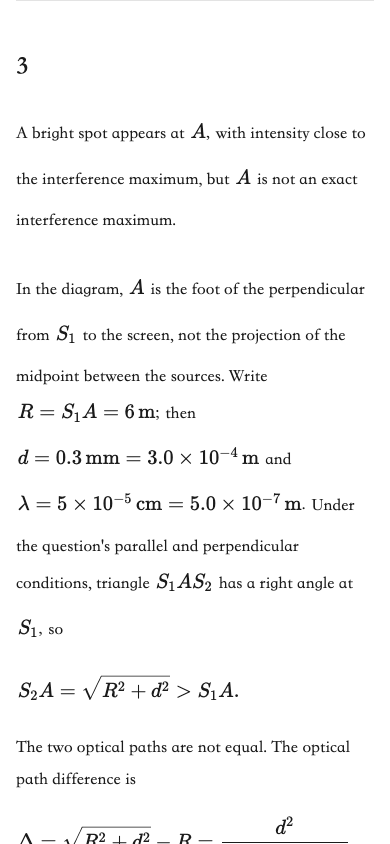 3
A bright spot appears at A, with intensity close to
the interference maximum, but A is not an exact
interference maximum.
In the diagram, A is the foot of the perpendicular
from S₁ to the screen, not the projection of the
midpoint between the sources. Write
R = S₁A = 6 m; then
d = 0.3 mm = 3.0 × 10⁻⁴ m and
λ = 5 × 10⁻⁵ cm = 5.0 × 10⁻⁷ m. Under
the question's parallel and perpendicular
conditions, triangle S₁AS₂ has a right angle at
S₁, so
S₂A = √(R² + d²) > S₁A.
The two optical paths are not equal. The optical
path difference is
Δ = √(R² + d²) − R = d²